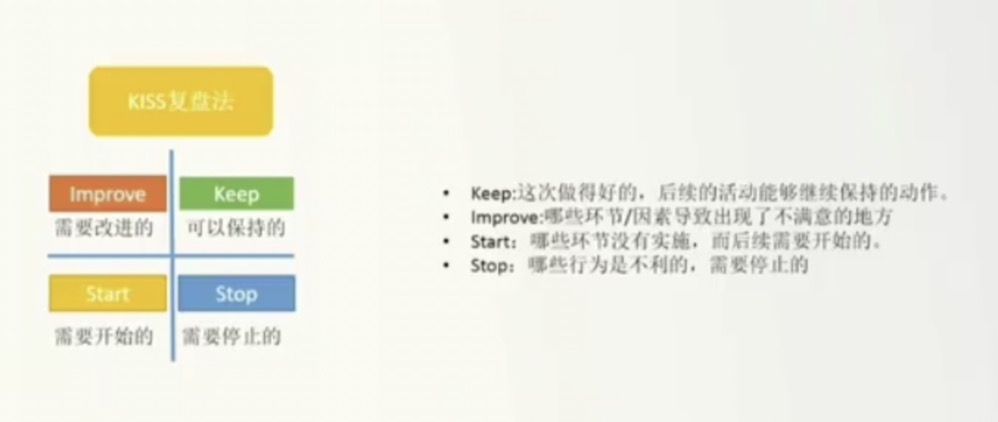 KISS复盘法
Improve
Keep
需要改进的
可以保持的
Start
Stop
需要开始的
需要停止的
• Keep:这次做得好的，后续的活动能够继续保持的动作。
• Improve:哪些环节/因素导致出现了不满意的地方
• Start：哪些环节没有实施，而后续需要开始的。
• Stop：哪些行为是不利的，需要停止的